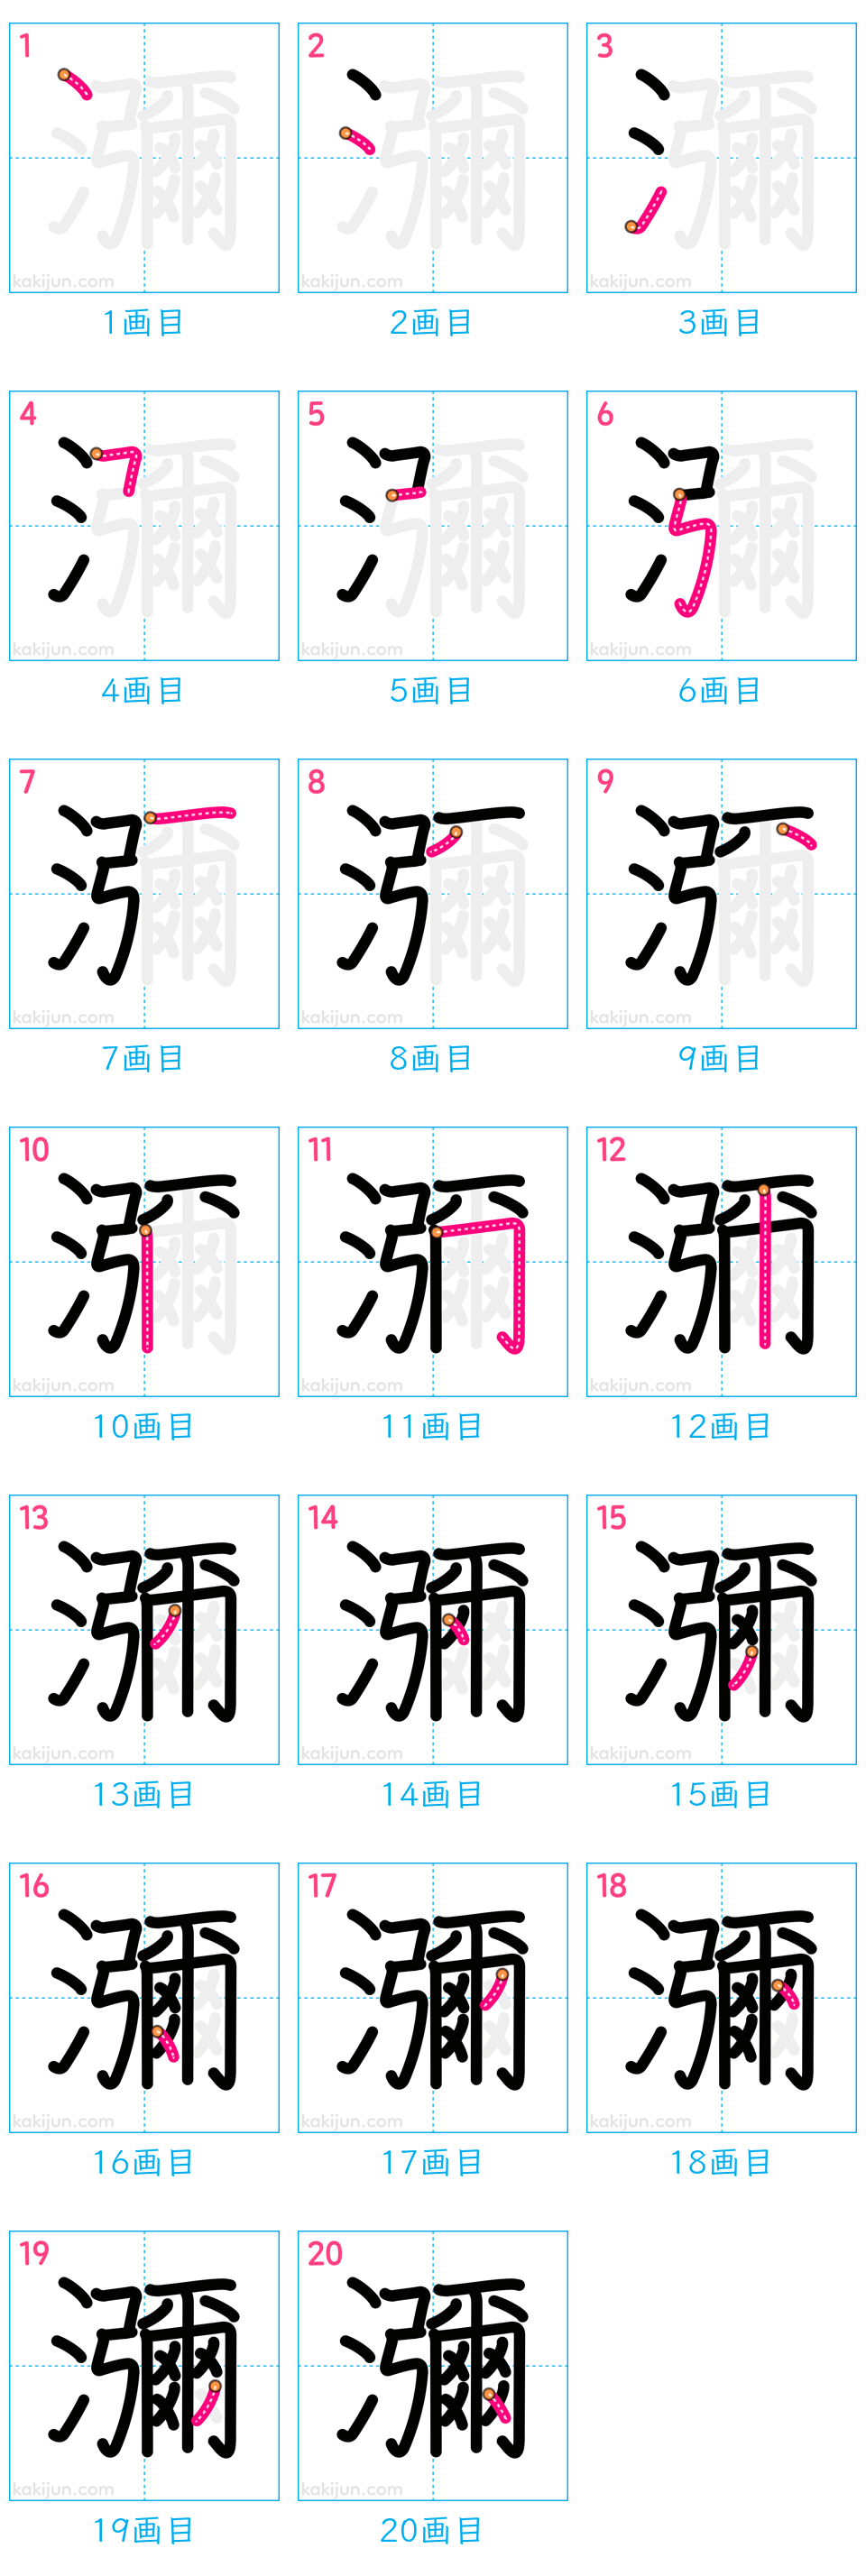 1 2 3
kakijun.com kakijun.com kakijun.com
1画目 2画目 3画目
4 5 6
kakijun.com kakijun.com kakijun.com
4画目 5画目 6画目
7 8 9
kakijun.com kakijun.com kakijun.com
7画目 8画目 9画目
10 11 12
kakijun.com kakijun.com kakijun.com
10画目 11画目 12画目
13 14 15
kakijun.com kakijun.com kakijun.com
13画目 14画目 15画目
16 17 18
kakijun.com kakijun.com kakijun.com
16画目 17画目 18画目
19 20
瀰 瀰
kakijun.com kakijun.com
19画目 20画目